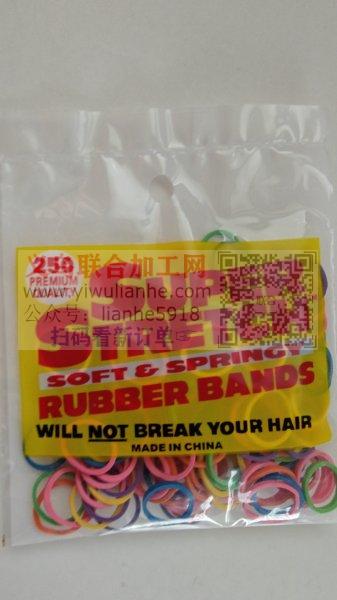 250
PREMIUM
QUALITY
联合加工网
www.yiwulianhe.com
公众号：lianhe5918
扫码看新订单
SOFT & SPRINGY
RUBBER BANDS
WILL NOT BREAK YOUR HAIR
MADE IN CHINA